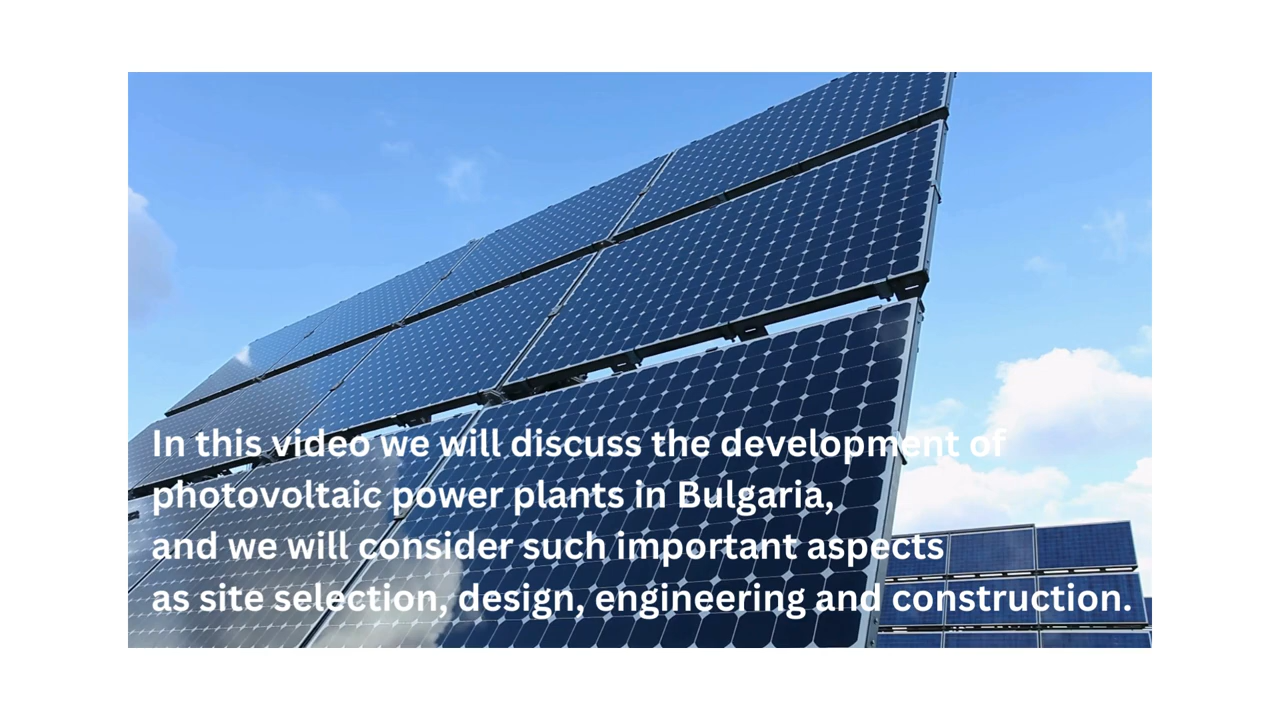 In this video we will discuss the development of
photovoltaic power plants in Bulgaria,
and we will consider such important aspects
as site selection, design, engineering and construction.